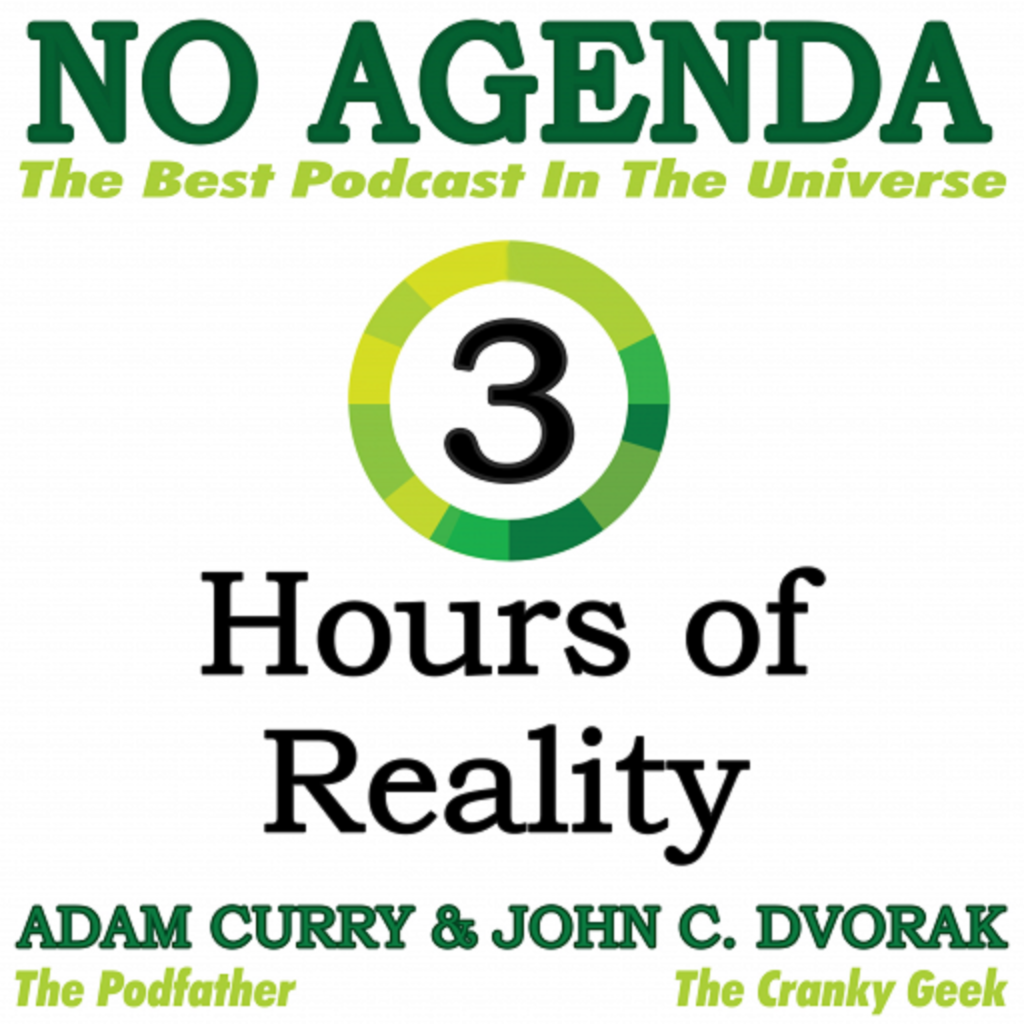 NO AGENDA
The Best Podcast In The Universe
3
Hours of
Reality
ADAM CURRY & JOHN C. DVORAK
The Podfather The Cranky Geek